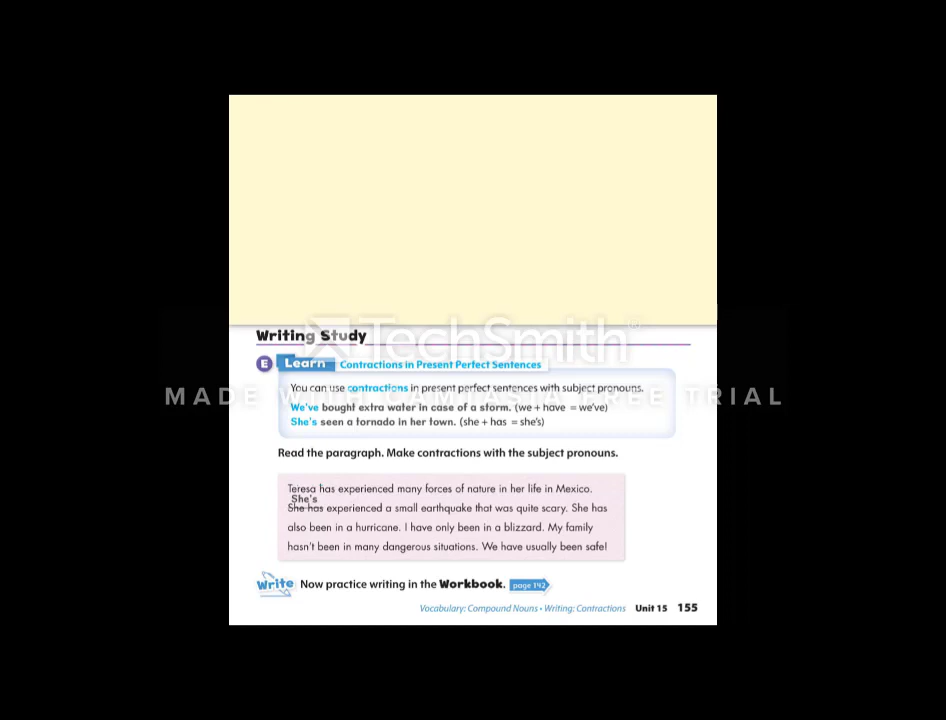 TechSmith®
MADE WITH CAMTASIA FREE TRIAL
Writing Study
E Learn Contractions in Present Perfect Sentences
You can use contractions in present perfect sentences with subject pronouns.
We've bought extra water in case of a storm. (we + have = we've)
She's seen a tornado in her town. (she + has = she's)
Read the paragraph. Make contractions with the subject pronouns.
Teresa has experienced many forces of nature in her life in Mexico.
She's
She has experienced a small earthquake that was quite scary. She has
also been in a hurricane. I have only been in a blizzard. My family
hasn't been in many dangerous situations. We have usually been safe!
Write Now practice writing in the Workbook. page 142
Vocabulary: Compound Nouns • Writing: Contractions Unit 15 155